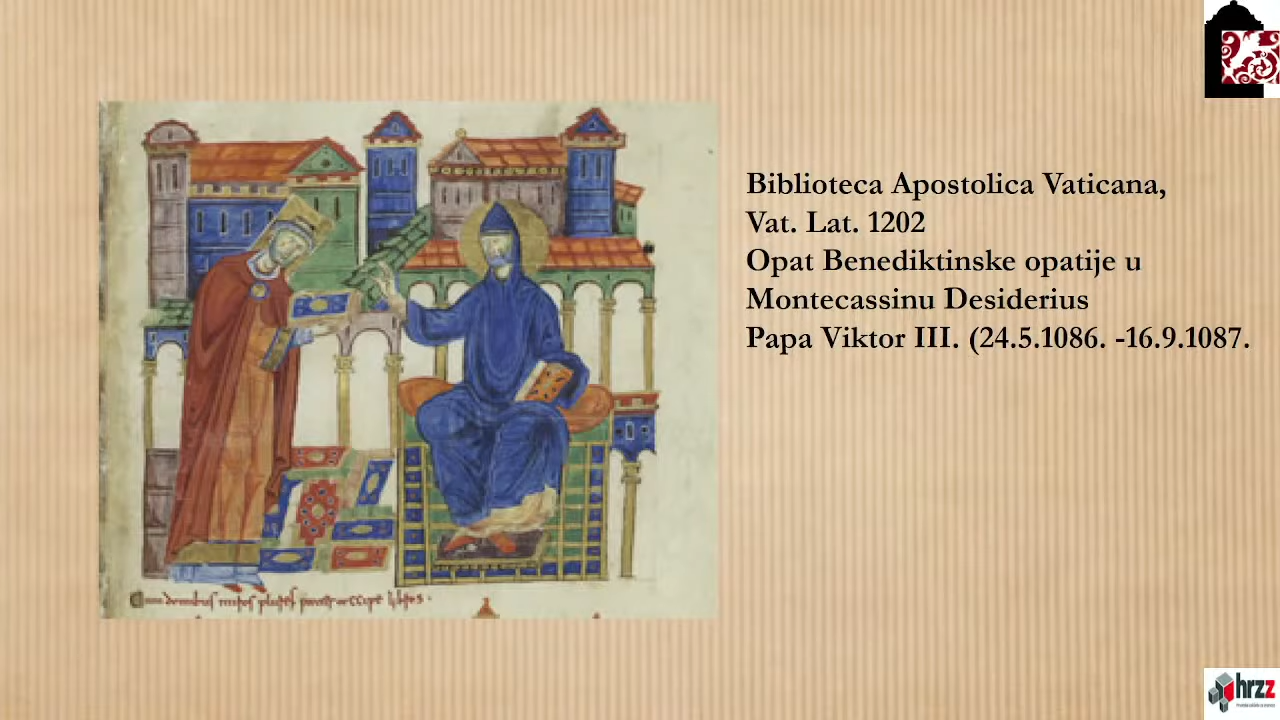 Biblioteca Apostolica Vaticana,
Vat. Lat. 1202
Opat Benediktinske opatije u
Montecassinu Desiderius
Papa Viktor III. (24.5.1086. -16.9.1087.
hrzz